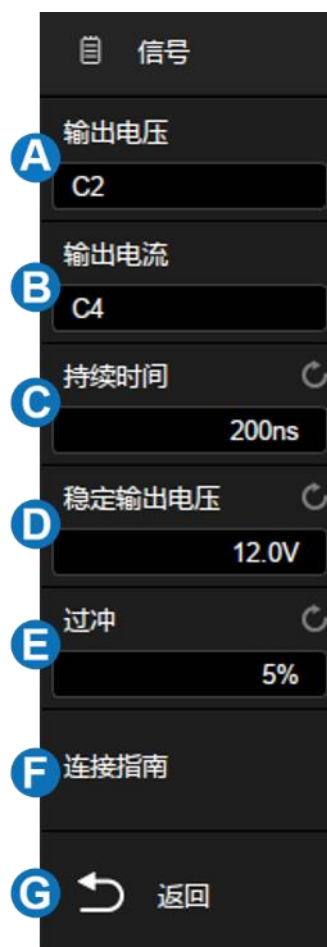 信号
A
输出电压
C2
B
输出电流
C4
C
持续时间
200ns
D
稳定输出电压
12.0V
E
过冲
5%
F
连接指南
G
返回